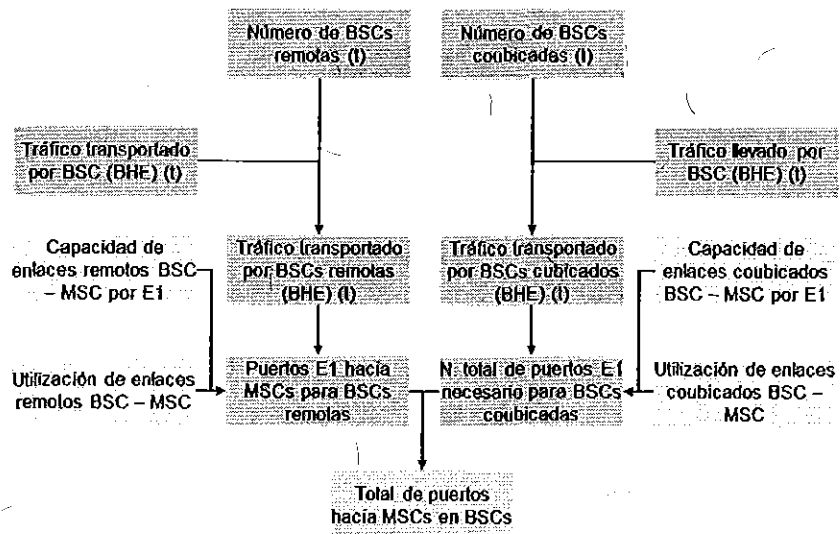 Número de BSCs
remotas (t)
Número de BSCs
coubicadas (t)
Tráfico transportado
por BSC (BHE) (t)
Tráfico llevado por
BSC (BHE) (t)
Capacidad de
enlaces remotos BSC
– MSC por E1
Tráfico transportado
por BSCs remotas
(BHE) (t)
Tráfico transportado
por BSCs cubicados
(BHE) (t)
Capacidad de
enlaces coubicados
BSC – MSC por E1
Utilización de enlaces
remotos BSC – MSC
Puertos E1 hacía
MSCs para BSCs
remotas
N. total de puertos E1
necesario para BSCs
coubicadas
Utilización de enlaces
coubicados BSC –
MSC
Total de puertos
hacía MSCs en BSCs